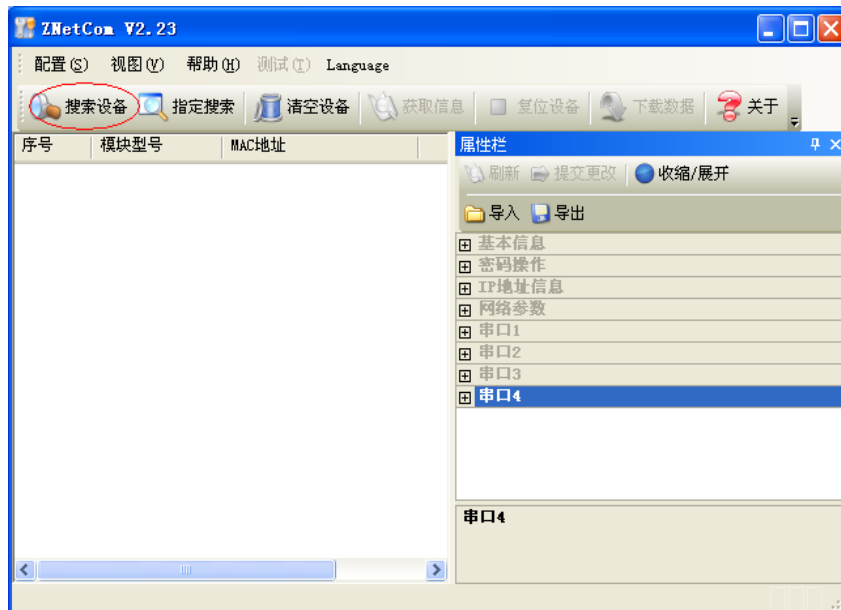 ZNetCom V2.23
配置(S) 视图(V) 帮助(H) 测试(T) Language
搜索设备 指定搜索 清空设备 获取信息 复位设备 下载数据 关于
序号 模块型号 MAC地址
属性栏
刷新 提交更改 收缩/展开
导入 导出
基本信息
密码操作
IP地址信息
网络参数
串口1
串口2
串口3
串口4
串口4